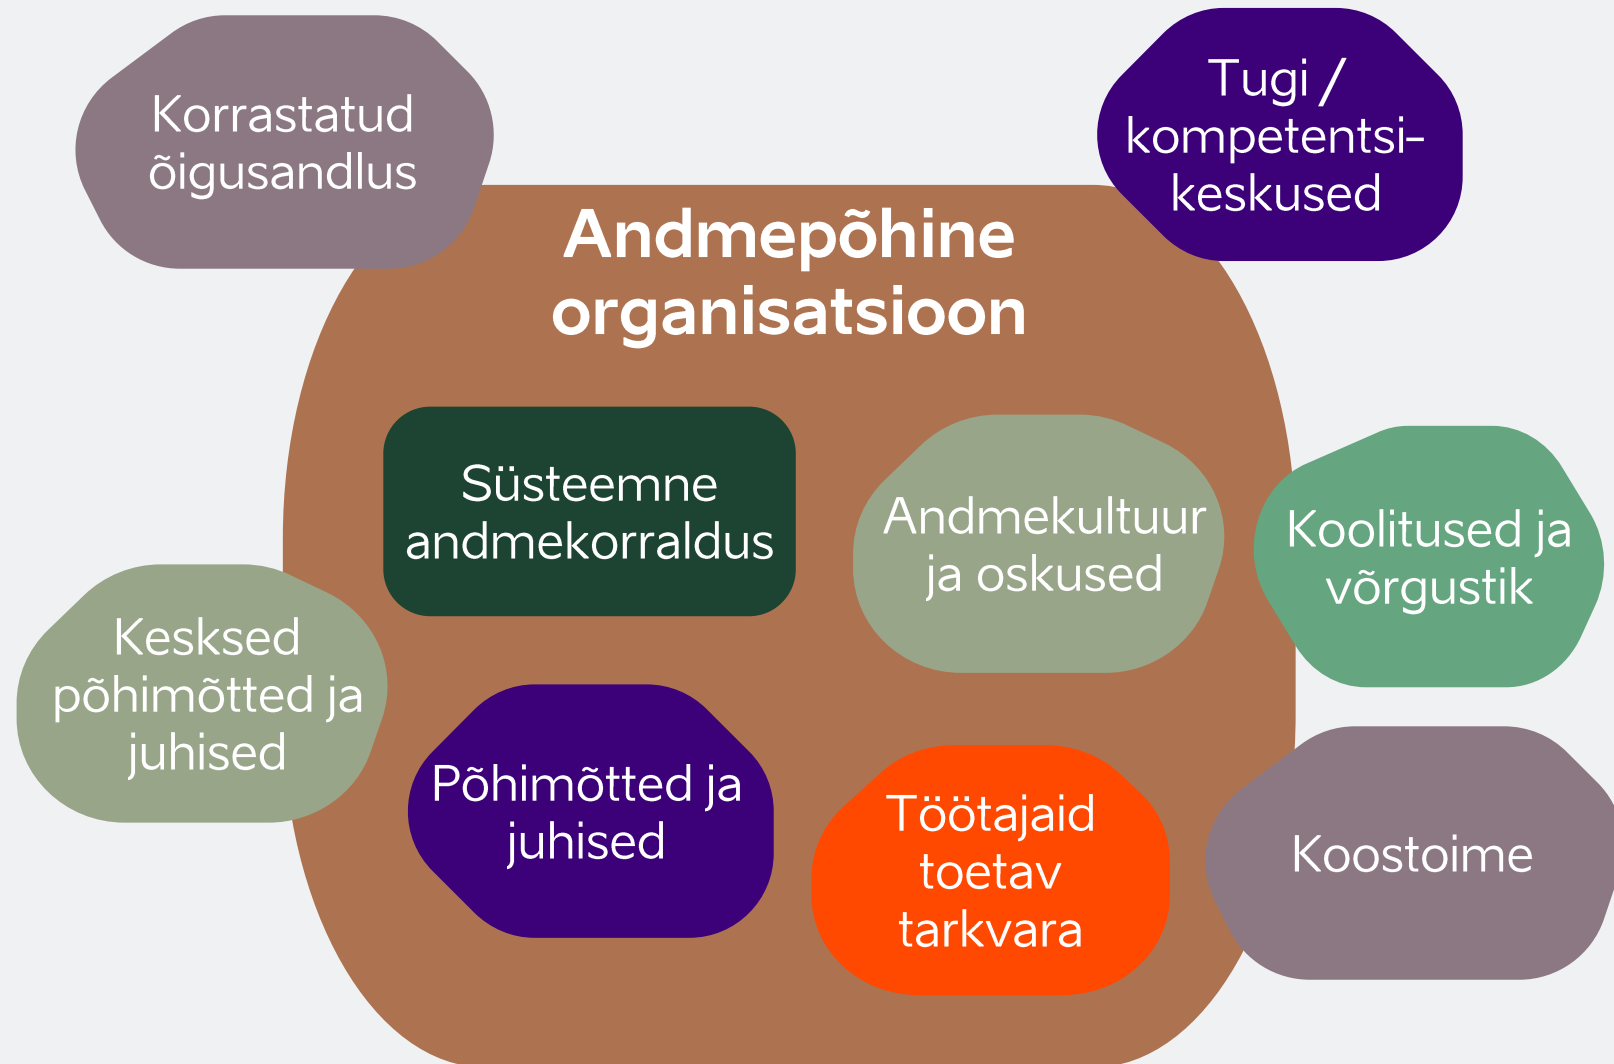 Korrastatud
õigusandlus
Tugi /
kompetentsi-
keskused
Andmepõhine
organisatsioon
Süsteemne
andmekorraldus
Andmekultuur
ja oskused
Koolitused ja
võrgustik
Kesksed
põhimõtted ja
juhised
Põhimõtted ja
juhised
Töötajaid
toetav
tarkvara
Koostoime